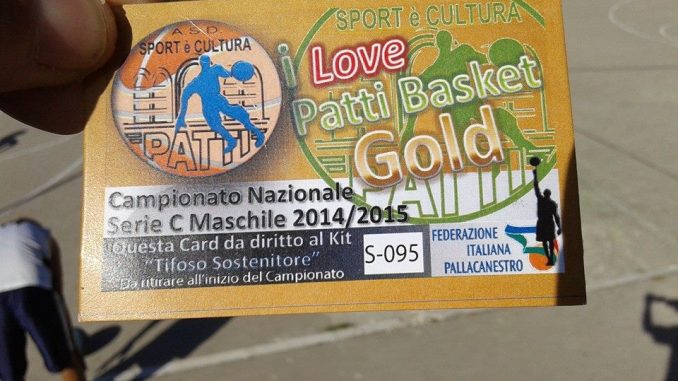 A.S.D.
SPORT è CULTURA
PATTI
SPORT è CULTURA
i Love
Patti Basket
Gold
PATTI
Campionato Nazionale
Serie C Maschile 2014/2015
Questa Card da diritto al Kit
"Tifoso Sostenitore"
Da ritirare all'inizio del Campionato
S-095
FEDERAZIONE
ITALIANA
PALLACANESTRO